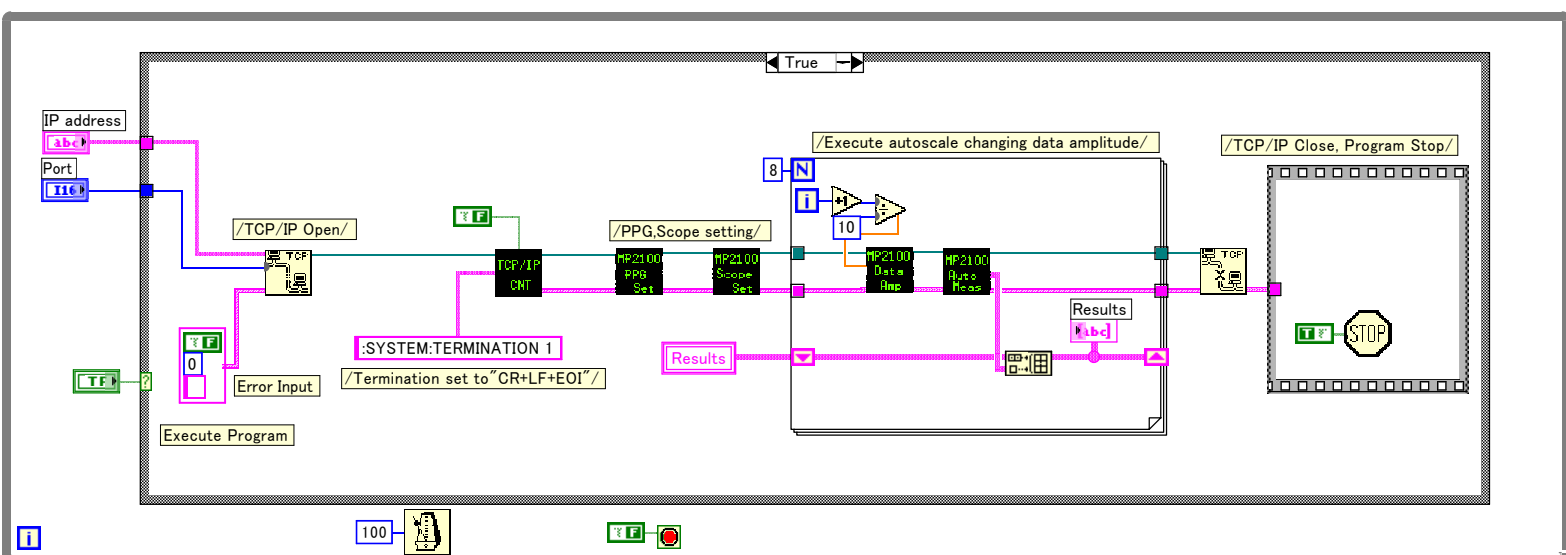 True
IP address
abc
Port
I16
/TCP/IP Open/
TCP
F
0
Error Input
TF
?
Execute Program
F
TCP/IP
CNT
:SYSTEM:TERMINATION 1
/Termination set to"CR+LF+EOI"/
/PPG,Scope setting/
MP2100
PPG
Set
MP2100
Scope
Set
/Execute autoscale changing data amplitude/
8
N
i
+1
10
MP2100
Data
Amp
MP2100
Auto
Meas
Results
Results
abc
/TCP/IP Close, Program Stop/
TCP
T
STOP
i
100
F